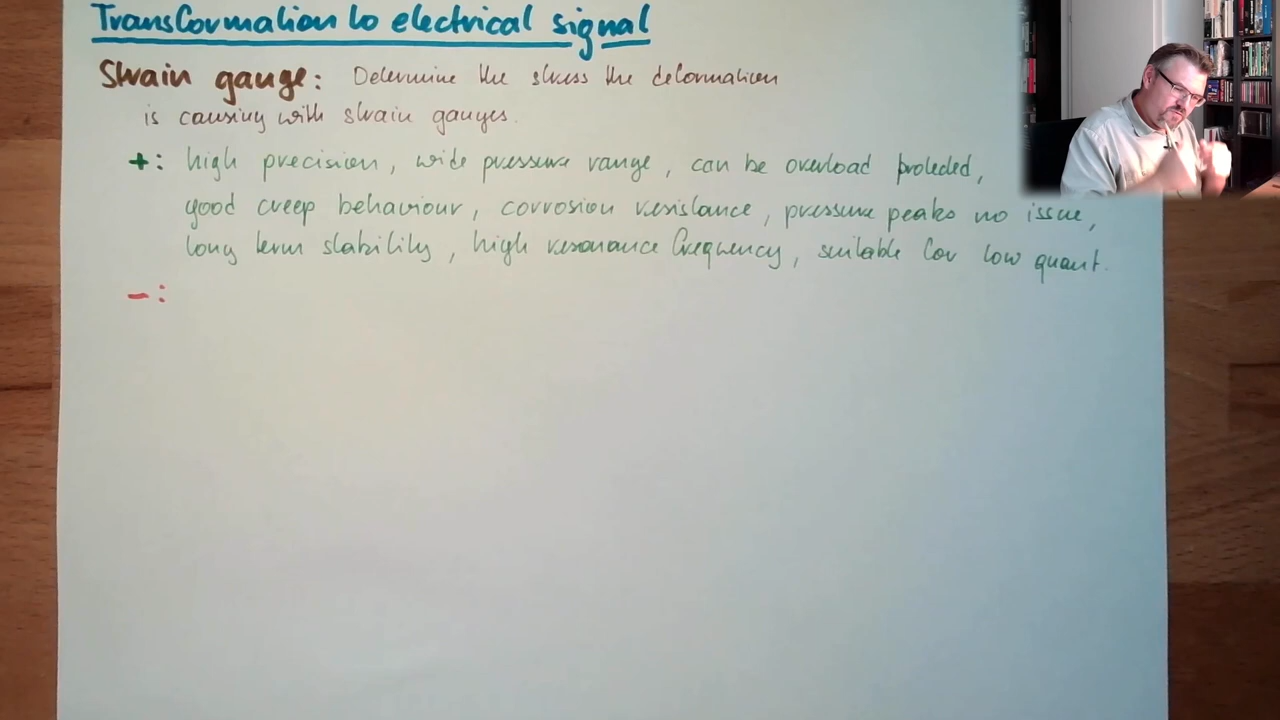 Transformation to electrical signal
Strain gauge: Determine the stress the deformation
is causing with strain gauges.
+: high precision, wide pressure range, can be overload protected,
good creep behaviour, corrosion resistance, pressure peaks no issue,
long term stability, high resonance frequency, suitable for low quant.
-: